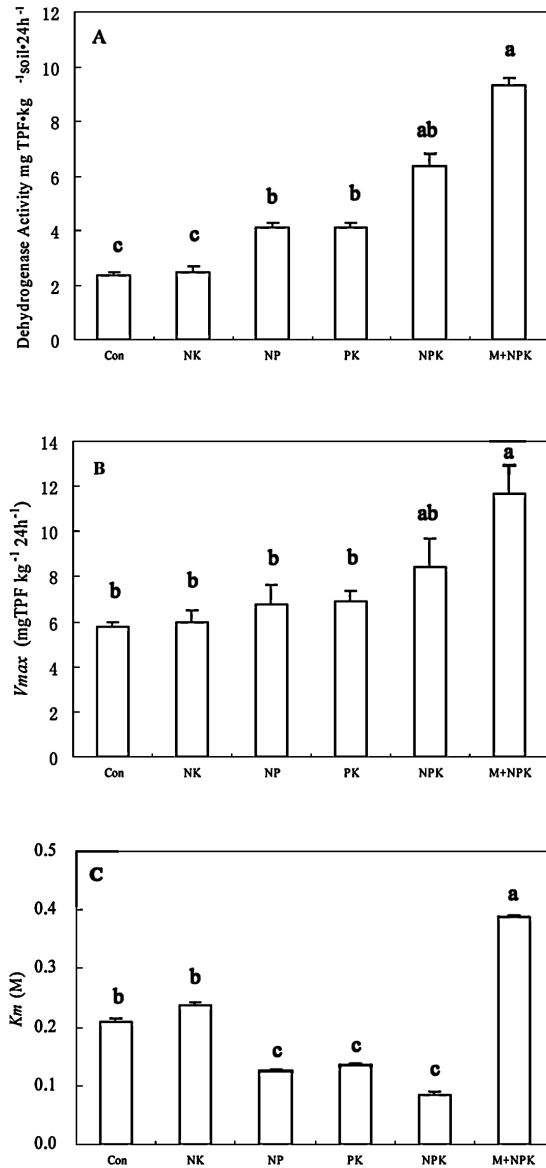 A
Dehydrogenase Activity mg TPF•kg⁻¹soil•24h⁻¹
12
10
8
6
4
2
0
c
c
b
b
ab
a
Con NK NP PK NPK M+NPK
B
Vmax (mgTPF kg⁻¹ 24h⁻¹)
14
12
10
8
6
4
2
0
b
b
b
b
ab
a
Con NK NP PK NPK M+NPK
C
Km (M)
0.5
0.4
0.3
0.2
0.1
0.0
b
b
c
c
c
a
Con NK NP PK NPK M+NPK